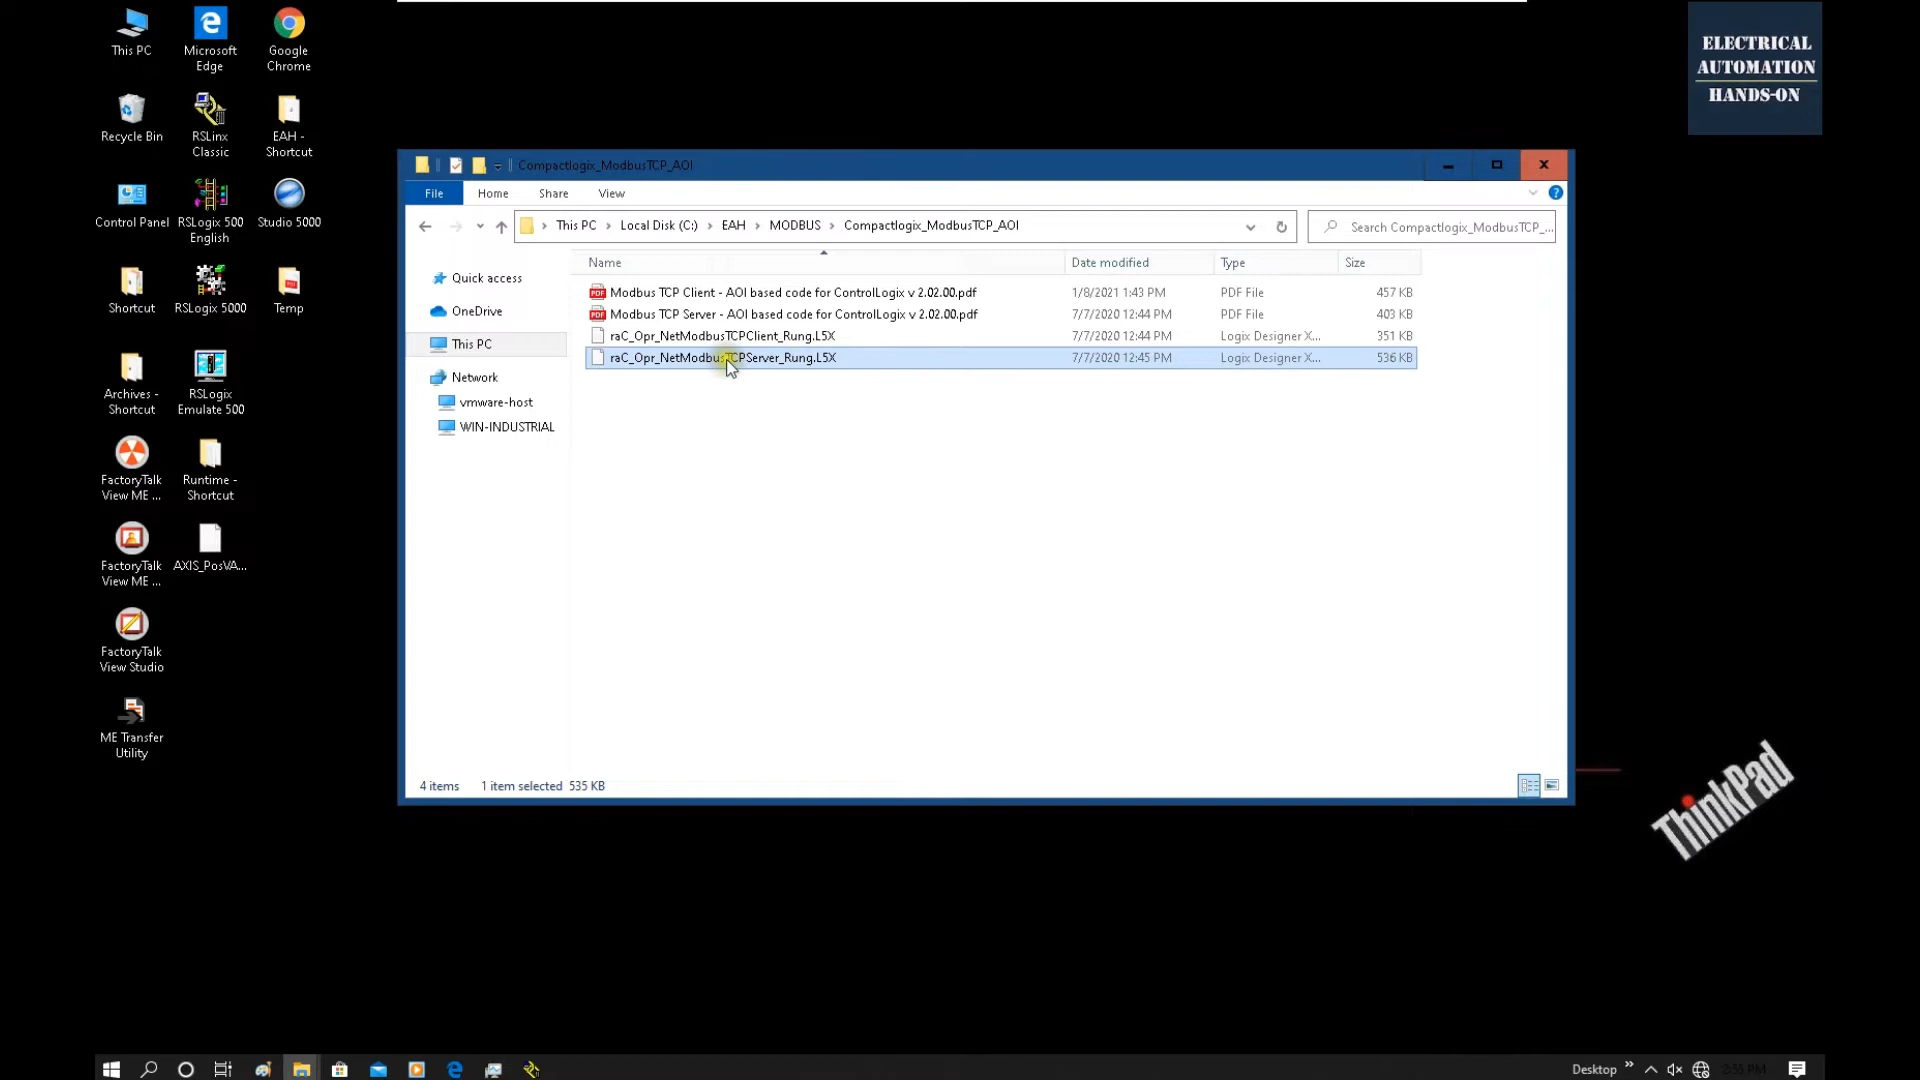 This PC
Microsoft
Edge
Google
Chrome
Recycle Bin
RSLinx
Classic
EAH -
Shortcut
Control Panel
RSLogix 500
English
Studio 5000
Shortcut
RSLogix 5000
Temp
Archives -
Shortcut
RSLogix
Emulate 500
FactoryTalk
View ME ...
Runtime -
Shortcut
FactoryTalk
View ME ...
AXIS_PosVA...
FactoryTalk
View Studio
ME Transfer
Utility
ELECTRICAL
AUTOMATION
HANDS-ON
Compactlogix_ModbusTCP_AOI
File
Home
Share
View
This PC
Local Disk (C:)
EAH
MODBUS
Compactlogix_ModbusTCP_AOI
Search Compactlogix_ModbusTCP_...
Quick access
OneDrive
This PC
Network
vmware-host
WIN-INDUSTRIAL
Name Date modified Type Size
PDF Modbus TCP Client - AOI based code for ControlLogix v 2.02.00.pdf 1/8/2021 1:43 PM PDF File 457 KB
PDF Modbus TCP Server - AOI based code for ControlLogix v 2.02.00.pdf 7/7/2020 12:44 PM PDF File 403 KB
raC_Opr_NetModbusTCPClient_Rung.L5X 7/7/2020 12:44 PM Logix Designer X... 351 KB
raC_Opr_NetModbusTCPServer_Rung.L5X 7/7/2020 12:45 PM Logix Designer X... 536 KB
4 items 1 item selected 535 KB
ThinkPad
Desktop
2:55 PM